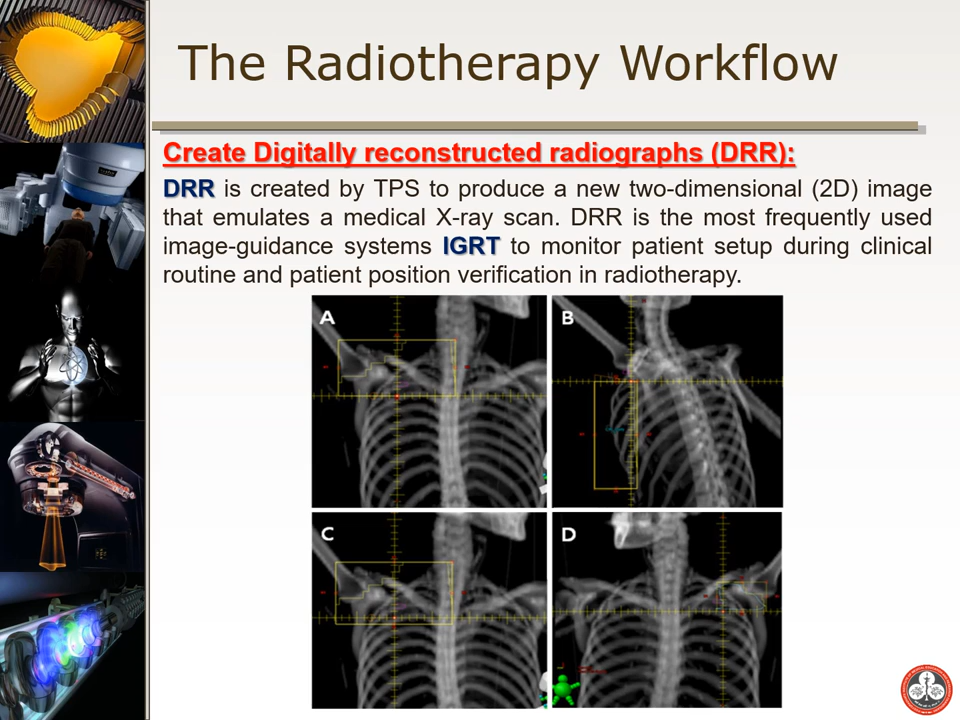 The Radiotherapy Workflow
Create Digitally reconstructed radiographs (DRR):
DRR is created by TPS to produce a new two-dimensional (2D) image
that emulates a medical X-ray scan. DRR is the most frequently used
image-guidance systems IGRT to monitor patient setup during clinical
routine and patient position verification in radiotherapy.
A
B
C
D